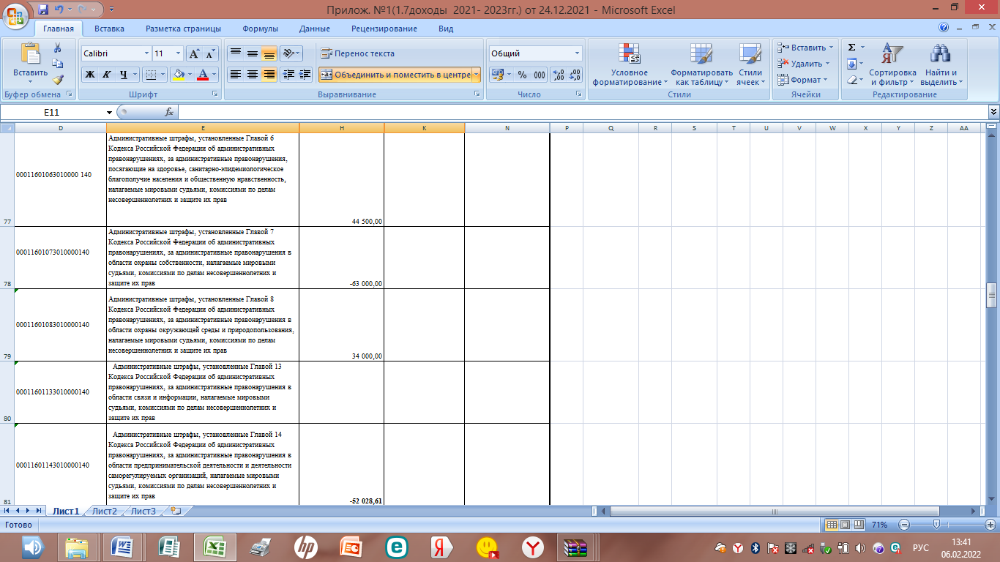 Прилож. №1(1.7доходы 2021- 2023гг.) от 24.12.2021 - Microsoft Excel
Главная Вставка Разметка страницы Формулы Данные Рецензирование Вид
Calibri 11 Перенос текста Общий Вставить
Вставить Условное форматирование Форматировать как таблицу Стили ячеек Удалить Сортировка и фильтр Найти и выделить
Ж К Ч Объединить и поместить в центре % 000 Формат
Буфер обмена Шрифт Выравнивание Число Стили Ячейки Редактирование
E11 fx
D E H K N P Q R S T U V W X Y Z AA
00011601063010000 140
Административные штрафы, установленные Главой 6
Кодекса Российской Федерации об административных
правонарушениях, за административные правонарушения,
посягающие на здоровье, санитарно-эпидемиологическое
благополучие населения и общественную нравственность,
налагаемые мировыми судьями, комиссиями по делам
несовершеннолетних и защите их прав
77 44 500,00
00011601073010000140
Административные штрафы, установленные Главой 7
Кодекса Российской Федерации об административных
правонарушениях, за административные правонарушения в
области охраны собственности, налагаемые мировыми
судьями, комиссиями по делам несовершеннолетних и
защите их прав
78 -63 000,00
00011601083010000140
Административные штрафы, установленные Главой 8
Кодекса Российской Федерации об административных
правонарушениях, за административные правонарушения в
области охраны окружающей среды и природопользования,
налагаемые мировыми судьями, комиссиями по делам
несовершеннолетних и защите их прав
79 34 000,00
00011601133010000140
Административные штрафы, установленные Главой 13
Кодекса Российской Федерации об административных
правонарушениях, за административные правонарушения в
области связи и информации, налагаемые мировыми
судьями, комиссиями по делам несовершеннолетних и
защите их прав
80
00011601143010000140
Административные штрафы, установленные Главой 14
Кодекса Российской Федерации об административных
правонарушениях, за административные правонарушения в
области предпринимательской деятельности и деятельности
саморегулируемых организаций, налагаемые мировыми
судьями, комиссиями по делам несовершеннолетних и
защите их прав
81 -52 028,61
Лист1 Лист2 Лист3
Готово 71%
РУС 13:41
06.02.2022